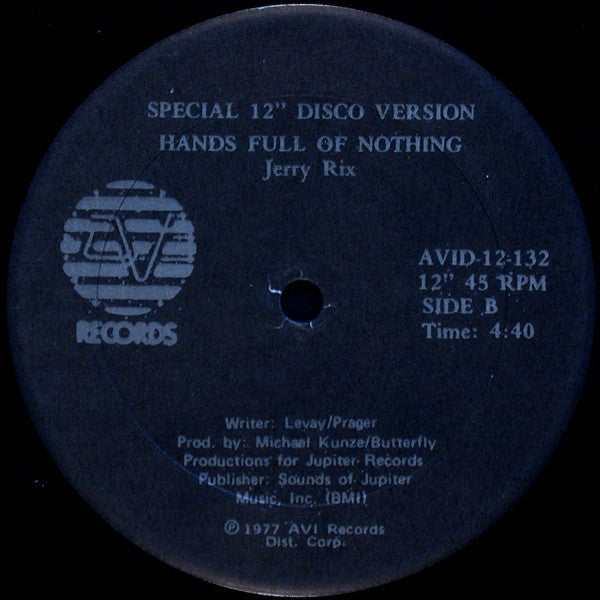 SPECIAL 12" DISCO VERSION
HANDS FULL OF NOTHING
Jerry Rix
AVI
RECORDS
AVID-12-132
12" 45 RPM
SIDE B
Time: 4:40
Writer: Levay/Prager
Prod. by: Michael Kunze/Butterfly
Productions for Jupiter Records
Publisher: Sounds of Jupiter
Music, Inc. (BMI)
℗ 1977 AVI Records
Dist. Corp.